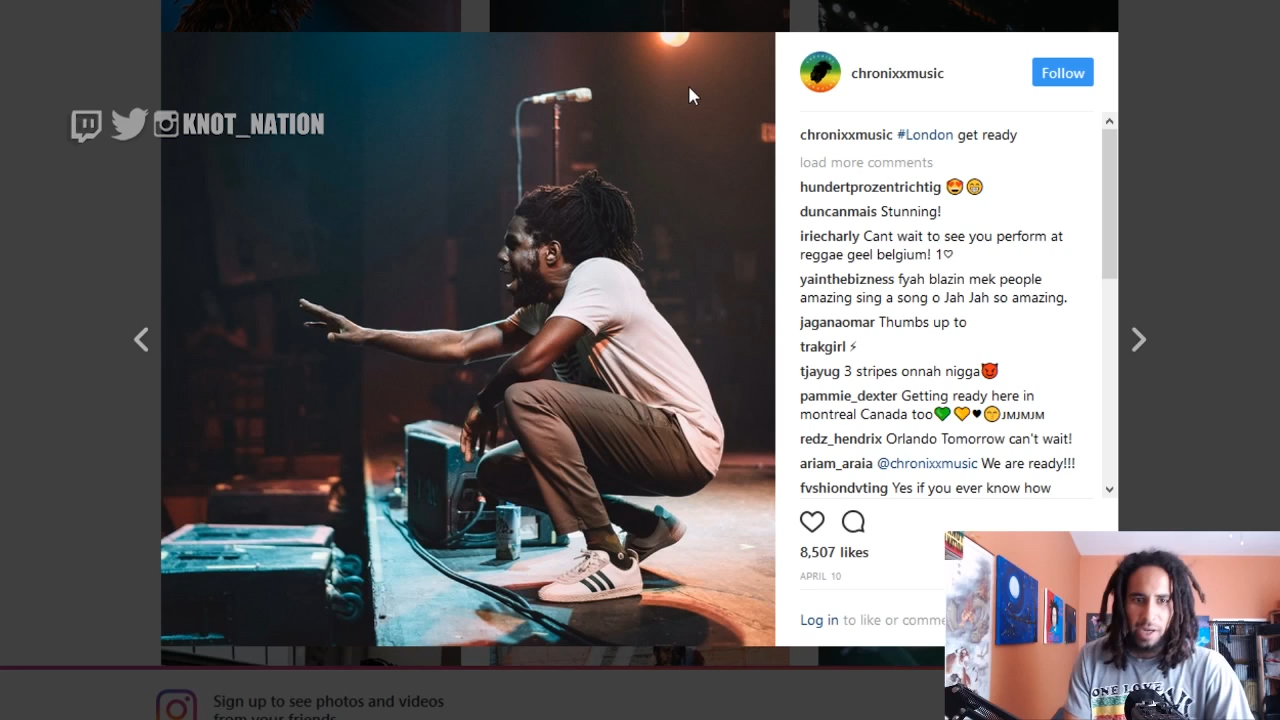 KNOT_NATION
chronixxmusic
Follow
chronixxmusic #London get ready
load more comments
hundertprozentrichtig 😍😁
duncanmais Stunning!
iriecharly Cant wait to see you perform at
reggae geel belgium! 1♡
yainthebizness fyah blazin mek people
amazing sing a song o Jah Jah so amazing.
jaganaomar Thumbs up to
trakgirl ⚡
tjayug 3 stripes onnah nigga😈
pammie_dexter Getting ready here in
montreal Canada too💚💛♥😁JMJMJM
redz_hendrix Orlando Tomorrow can't wait!
ariam_araia @chronixxmusic We are ready!!!
fvshiondvting Yes if you ever know how
8,507 likes
APRIL 10
Log in to like or comme
Sign up to see photos and videos
from your friends
ONE LOVE